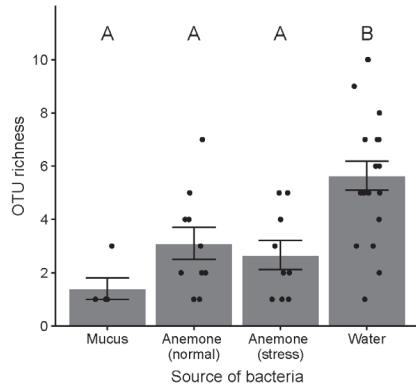 A A A B
OTU richness
10
8
6
4
2
0
Mucus Anemone (normal) Anemone (stress) Water
Source of bacteria